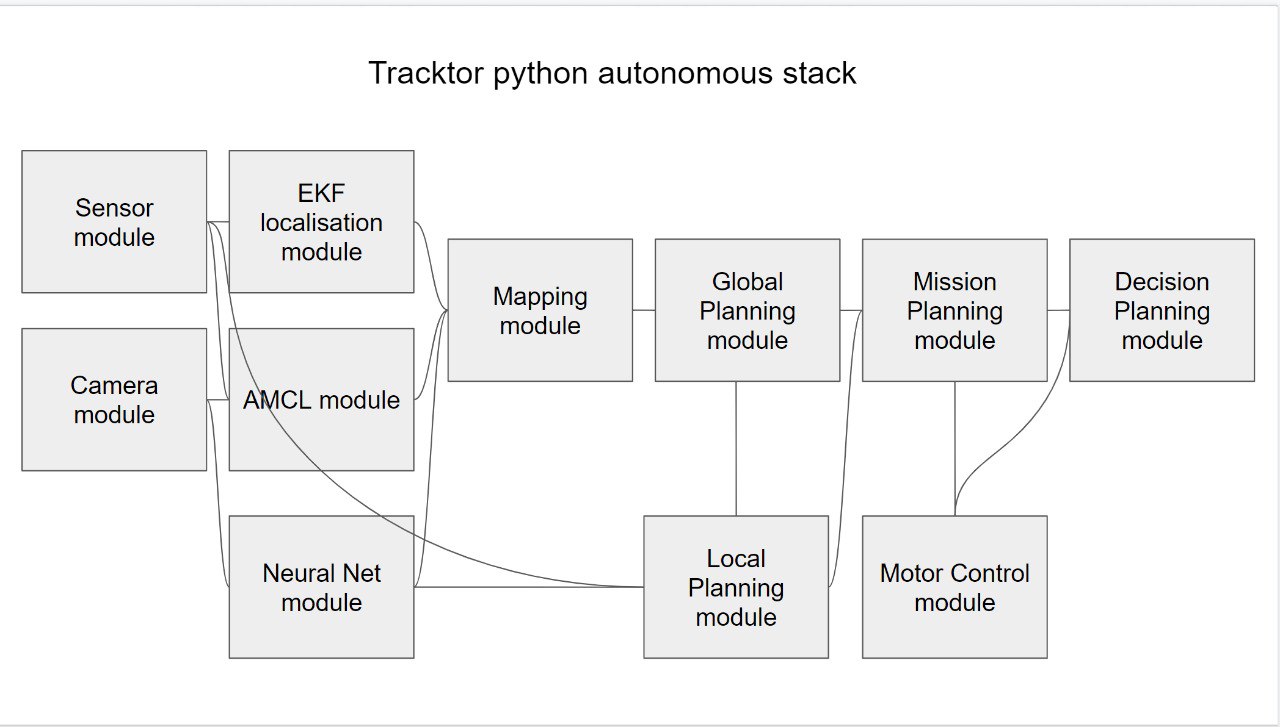 Tracktor python autonomous stack
Sensor
module
EKF
localisation
module
Camera
module
AMCL module
Neural Net
module
Mapping
module
Global
Planning
module
Mission
Planning
module
Decision
Planning
module
Local
Planning
module
Motor Control
module